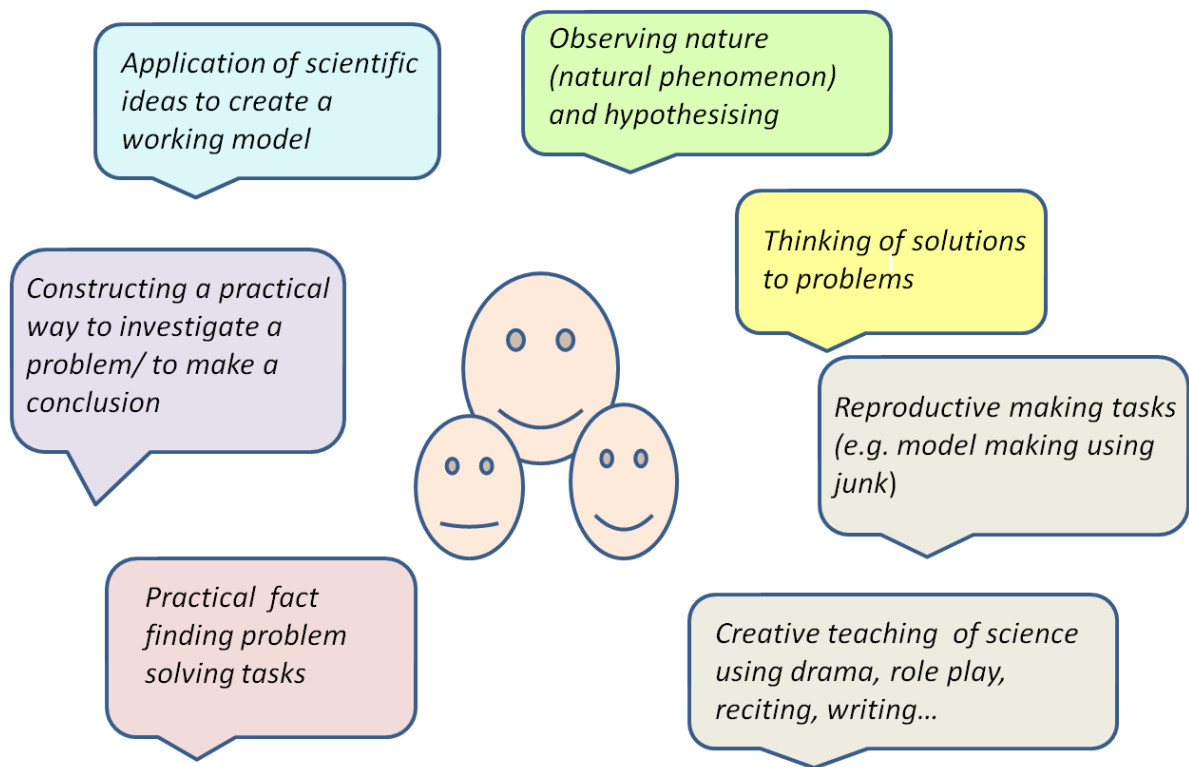 Application of scientific
ideas to create a
working model
Observing nature
(natural phenomenon)
and hypothesising
Thinking of solutions
to problems
Constructing a practical
way to investigate a
problem/ to make a
conclusion
Reproductive making tasks
(e.g. model making using
junk)
Practical fact
finding problem
solving tasks
Creative teaching of science
using drama, role play,
reciting, writing…